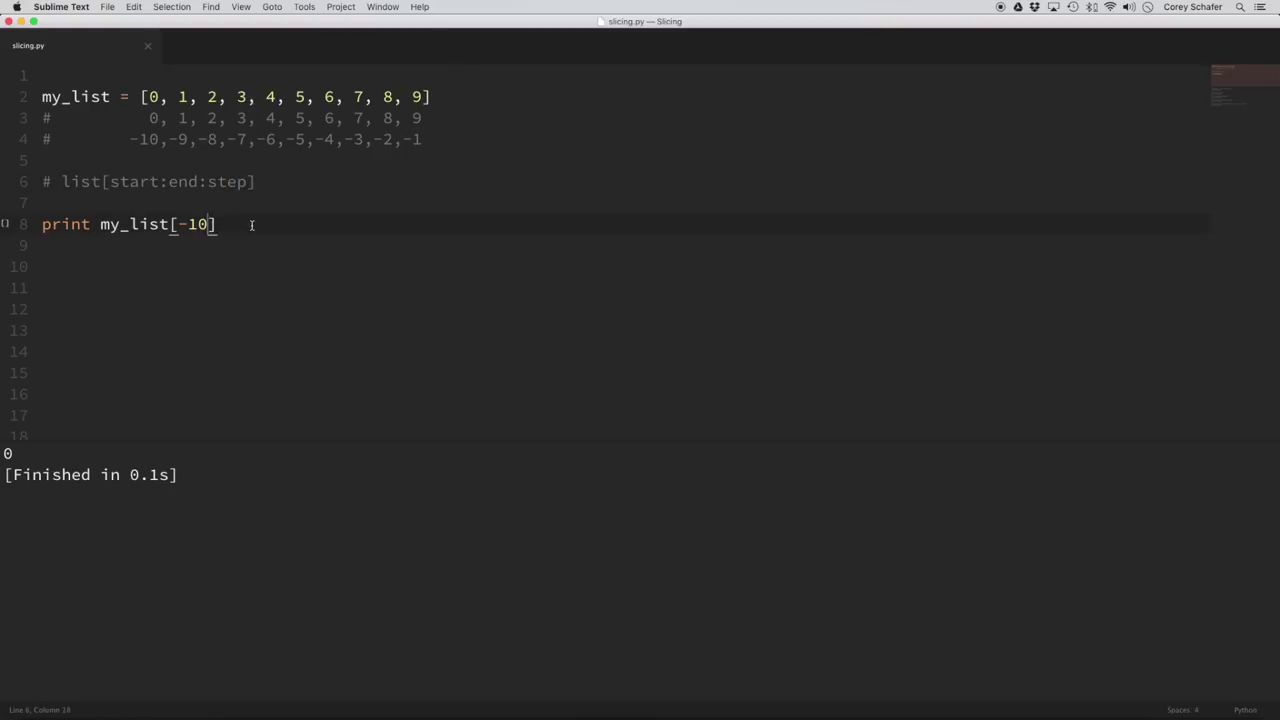 Sublime Text File Edit Selection Find View Goto Tools Project Window Help Corey Schafer
slicing.py — Slicing
slicing.py
1
2 my_list = [0, 1, 2, 3, 4, 5, 6, 7, 8, 9]
3 # 0, 1, 2, 3, 4, 5, 6, 7, 8, 9
4 # -10,-9,-8,-7,-6,-5,-4,-3,-2,-1
5
6 # list[start:end:step]
7
8 print my_list[-10]
9
10
11
12
13
14
15
16
17
18
0
[Finished in 0.1s]
Line 6, Column 18 Spaces: 4 Python